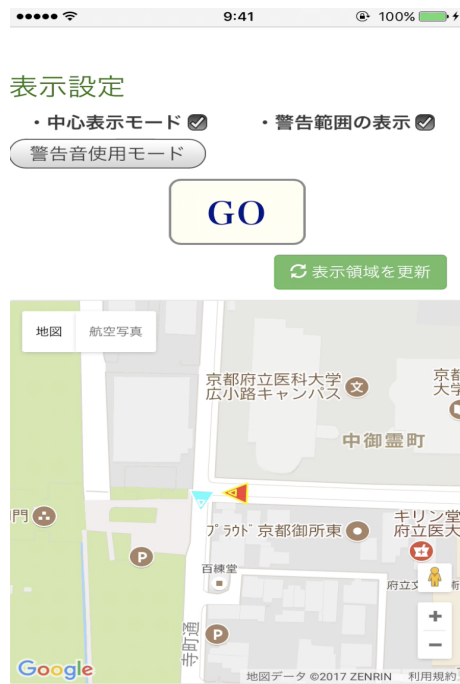 9:41
100%
表示設定
・中心表示モード
・警告範囲の表示
警告音使用モード
GO
表示領域を更新
地図
航空写真
京都府立医科大学
広小路キャンパス
文
京都
大学
中御霊町
門
P
プラウド京都御所東
キリン堂
府立医大
百練堂
府立文
寺町通
P
+
−
Google
地図データ ©2017 ZENRIN
利用規約